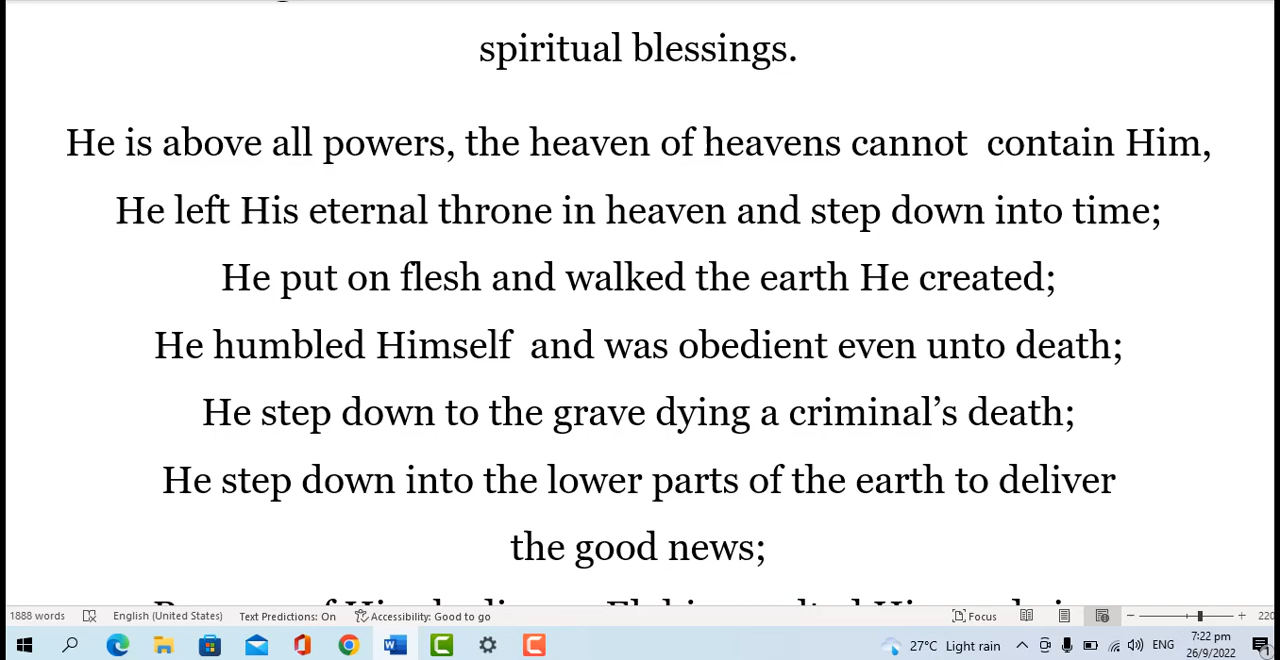 spiritual blessings.
He is above all powers, the heaven of heavens cannot  contain Him,
He left His eternal throne in heaven and step down into time;
He put on flesh and walked the earth He created;
He humbled Himself  and was obedient even unto death;
He step down to the grave dying a criminal’s death;
He step down into the lower parts of the earth to deliver
the good news;
1888 words English (United States) Text Predictions: On Accessibility: Good to go Focus 220
27°C Light rain ENG 7:22 pm
26/9/2022